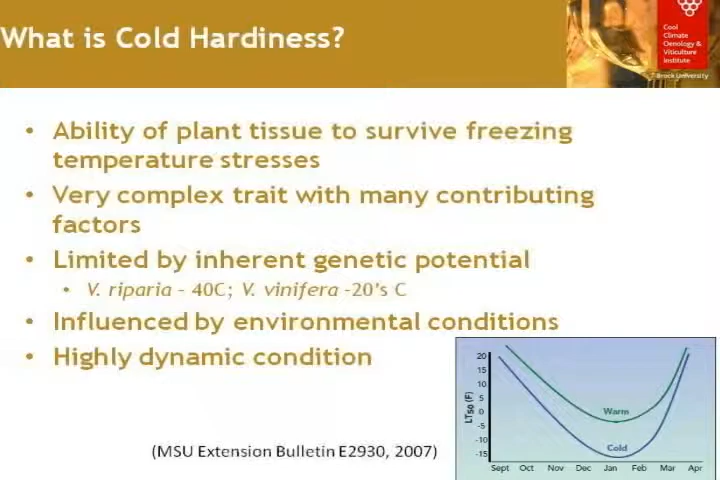 What is Cold Hardiness?
Cool
Climate
Oenology &
Viticulture
Institute
Brock University
• Ability of plant tissue to survive freezing
temperature stresses
• Very complex trait with many contributing
factors
• Limited by inherent genetic potential
• V. riparia – 40C; V. vinifera -20's C
• Influenced by environmental conditions
• Highly dynamic condition
(MSU Extension Bulletin E2930, 2007)
LT50 (F)
20
15
10
5
0
-5
-10
-15
Warm
Cold
Sept Oct Nov Dec Jan Feb Mar Apr